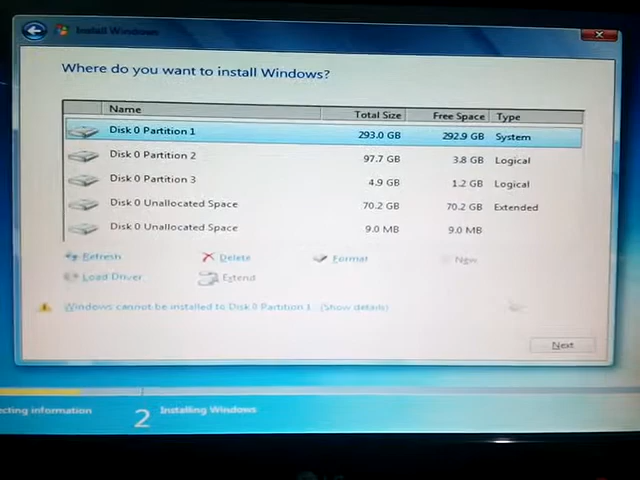 Install Windows
Where do you want to install Windows?
Name Total Size Free Space Type
Disk 0 Partition 1 293.0 GB 292.9 GB System
Disk 0 Partition 2 97.7 GB 3.8 GB Logical
Disk 0 Partition 3 4.9 GB 1.2 GB Logical
Disk 0 Unallocated Space 70.2 GB 70.2 GB Extended
Disk 0 Unallocated Space 9.0 MB 9.0 MB
Refresh Delete Format New
Load Driver Extend
Windows cannot be installed to Disk 0 Partition 1. (Show details)
Next
ecting information 2 Installing Windows